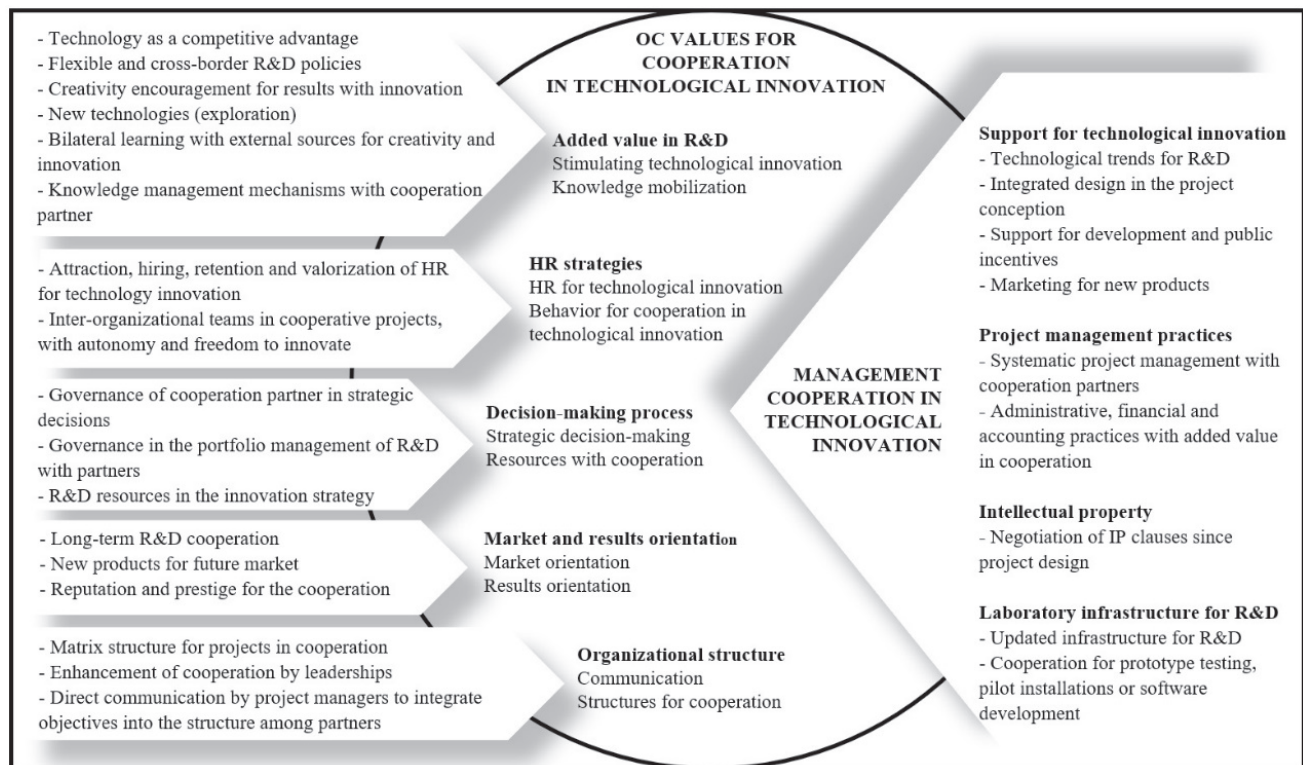 - Technology as a competitive advantage
- Flexible and cross-border R&D policies
- Creativity encouragement for results with innovation
- New technologies (exploration)
- Bilateral learning with external sources for creativity and
innovation
- Knowledge management mechanisms with cooperation
partner
- Attraction, hiring, retention and valorization of HR
for technology innovation
- Inter-organizational teams in cooperative projects,
with autonomy and freedom to innovate
- Governance of cooperation partner in strategic
decisions
- Governance in the portfolio management of R&D
with partners
- R&D resources in the innovation strategy
- Long-term R&D cooperation
- New products for future market
- Reputation and prestige for the cooperation
- Matrix structure for projects in cooperation
- Enhancement of cooperation by leaderships
- Direct communication by project managers to integrate
objectives into the structure among partners
OC VALUES FOR
COOPERATION
IN TECHNOLOGICAL INNOVATION
Added value in R&D
Stimulating technological innovation
Knowledge mobilization
HR strategies
HR for technological innovation
Behavior for cooperation in
technological innovation
Decision-making process
Strategic decision-making
Resources with cooperation
Market and results orientation
Market orientation
Results orientation
Organizational structure
Communication
Structures for cooperation
MANAGEMENT
COOPERATION IN
TECHNOLOGICAL
INNOVATION
Support for technological innovation
- Technological trends for R&D
- Integrated design in the project
conception
- Support for development and public
incentives
- Marketing for new products
Project management practices
- Systematic project management with
cooperation partners
- Administrative, financial and
accounting practices with added value
in cooperation
Intellectual property
- Negotiation of IP clauses since
project design
Laboratory infrastructure for R&D
- Updated infrastructure for R&D
- Cooperation for prototype testing,
pilot installations or software
development